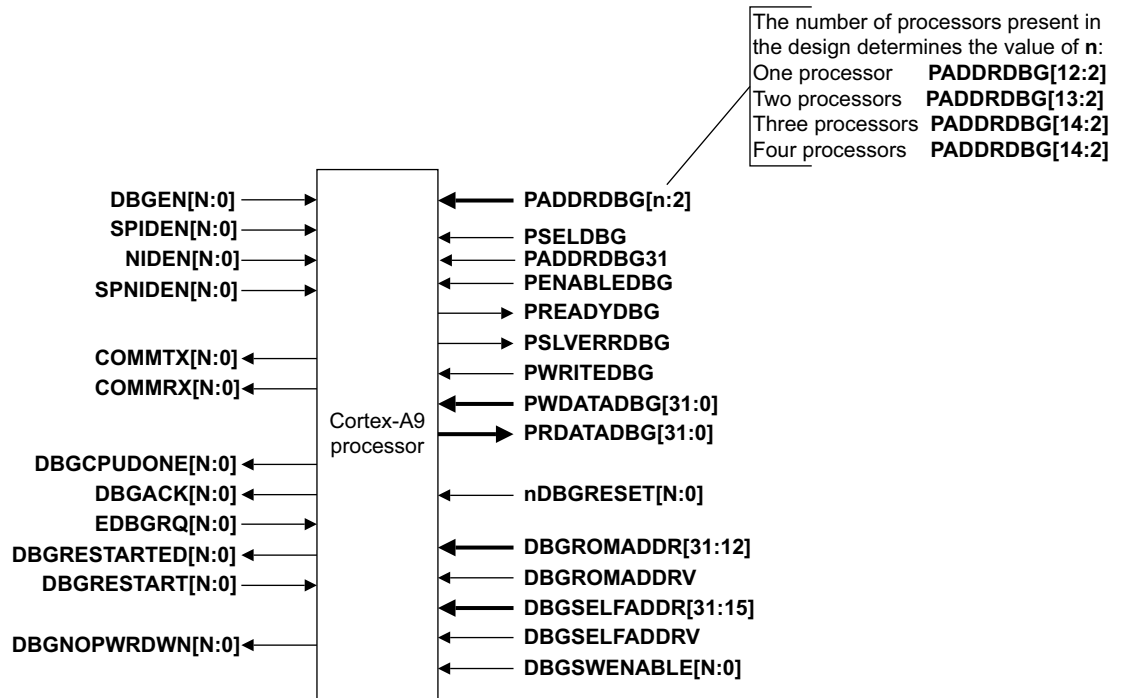 The number of processors present in
the design determines the value of n:
One processor PADDRDBG[12:2]
Two processors PADDRDBG[13:2]
Three processors PADDRDBG[14:2]
Four processors PADDRDBG[14:2]
DBGEN[N:0]
SPIDEN[N:0]
NIDEN[N:0]
SPNIDEN[N:0]
COMMTX[N:0]
COMMRX[N:0]
DBGCPUDONE[N:0]
DBGACK[N:0]
EDBGRQ[N:0]
DBGRESTARTED[N:0]
DBGRESTART[N:0]
DBGNOPWRDWN[N:0]
Cortex-A9
processor
PADDRDBG[n:2]
PSELDBG
PADDRDBG31
PENABLEDBG
PREADYDBG
PSLVERRDBG
PWRITEDBG
PWDATADBG[31:0]
PRDATADBG[31:0]
nDBGRESET[N:0]
DBGROMADDR[31:12]
DBGROMADDRV
DBGSELFADDR[31:15]
DBGSELFADDRV
DBGSWENABLE[N:0]